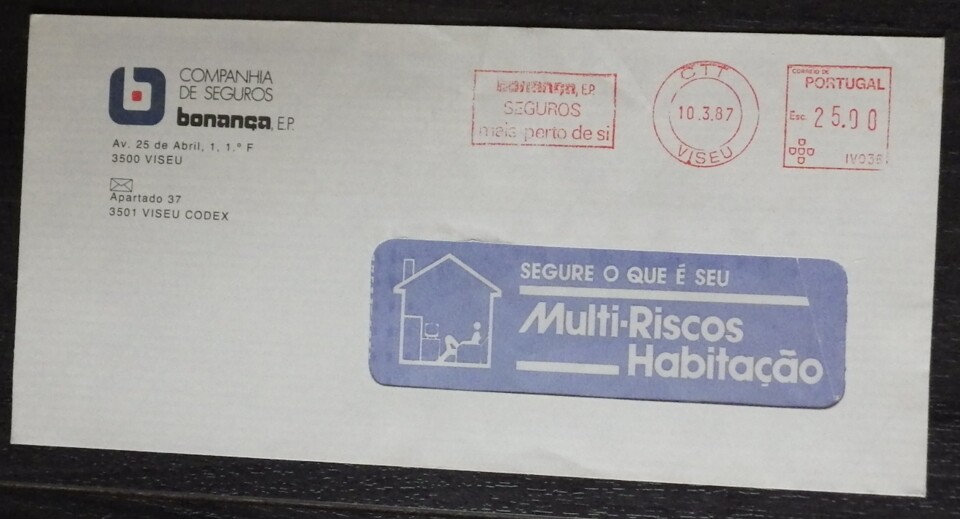 COMPANHIA
DE SEGUROS
bonança, E.P.
Av. 25 de Abril, 1, 1.º F
3500 VISEU
Apartado 37
3501 VISEU CODEX
bonança, E.P.
SEGUROS
mais perto de si
CTT
10.3.87
VISEU
CORREIO DE
PORTUGAL
Esc. 25.00
IV036
SEGURE O QUE É SEU
Multi-Riscos
Habitação